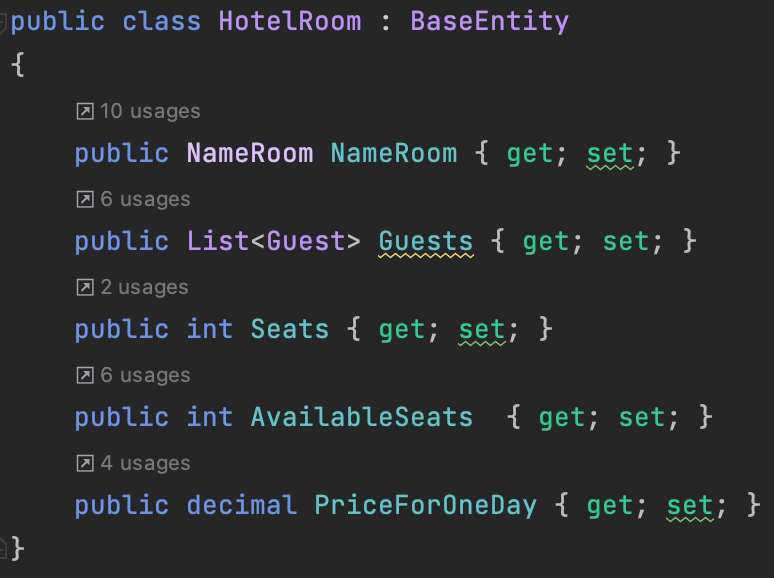 public class HotelRoom : BaseEntity
{
10 usages
public NameRoom NameRoom { get; set; }
6 usages
public List<Guest> Guests { get; set; }
2 usages
public int Seats { get; set; }
6 usages
public int AvailableSeats  { get; set; }
4 usages
public decimal PriceForOneDay { get; set; }
}